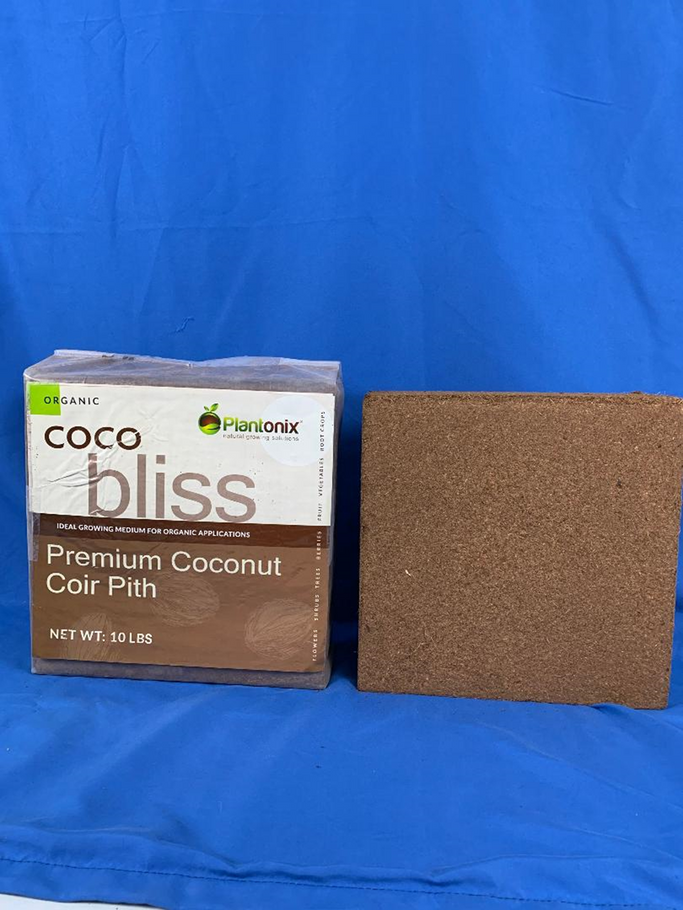 ORGANIC
Plantonix
natural growing solutions
coco
bliss
IDEAL GROWING MEDIUM FOR ORGANIC APPLICATIONS
Premium Coconut
Coir Pith
NET WT: 10 LBS
FLOWERS SHRUBS TREES BERRIES FRUIT VEGETABLES ROOT CROPS